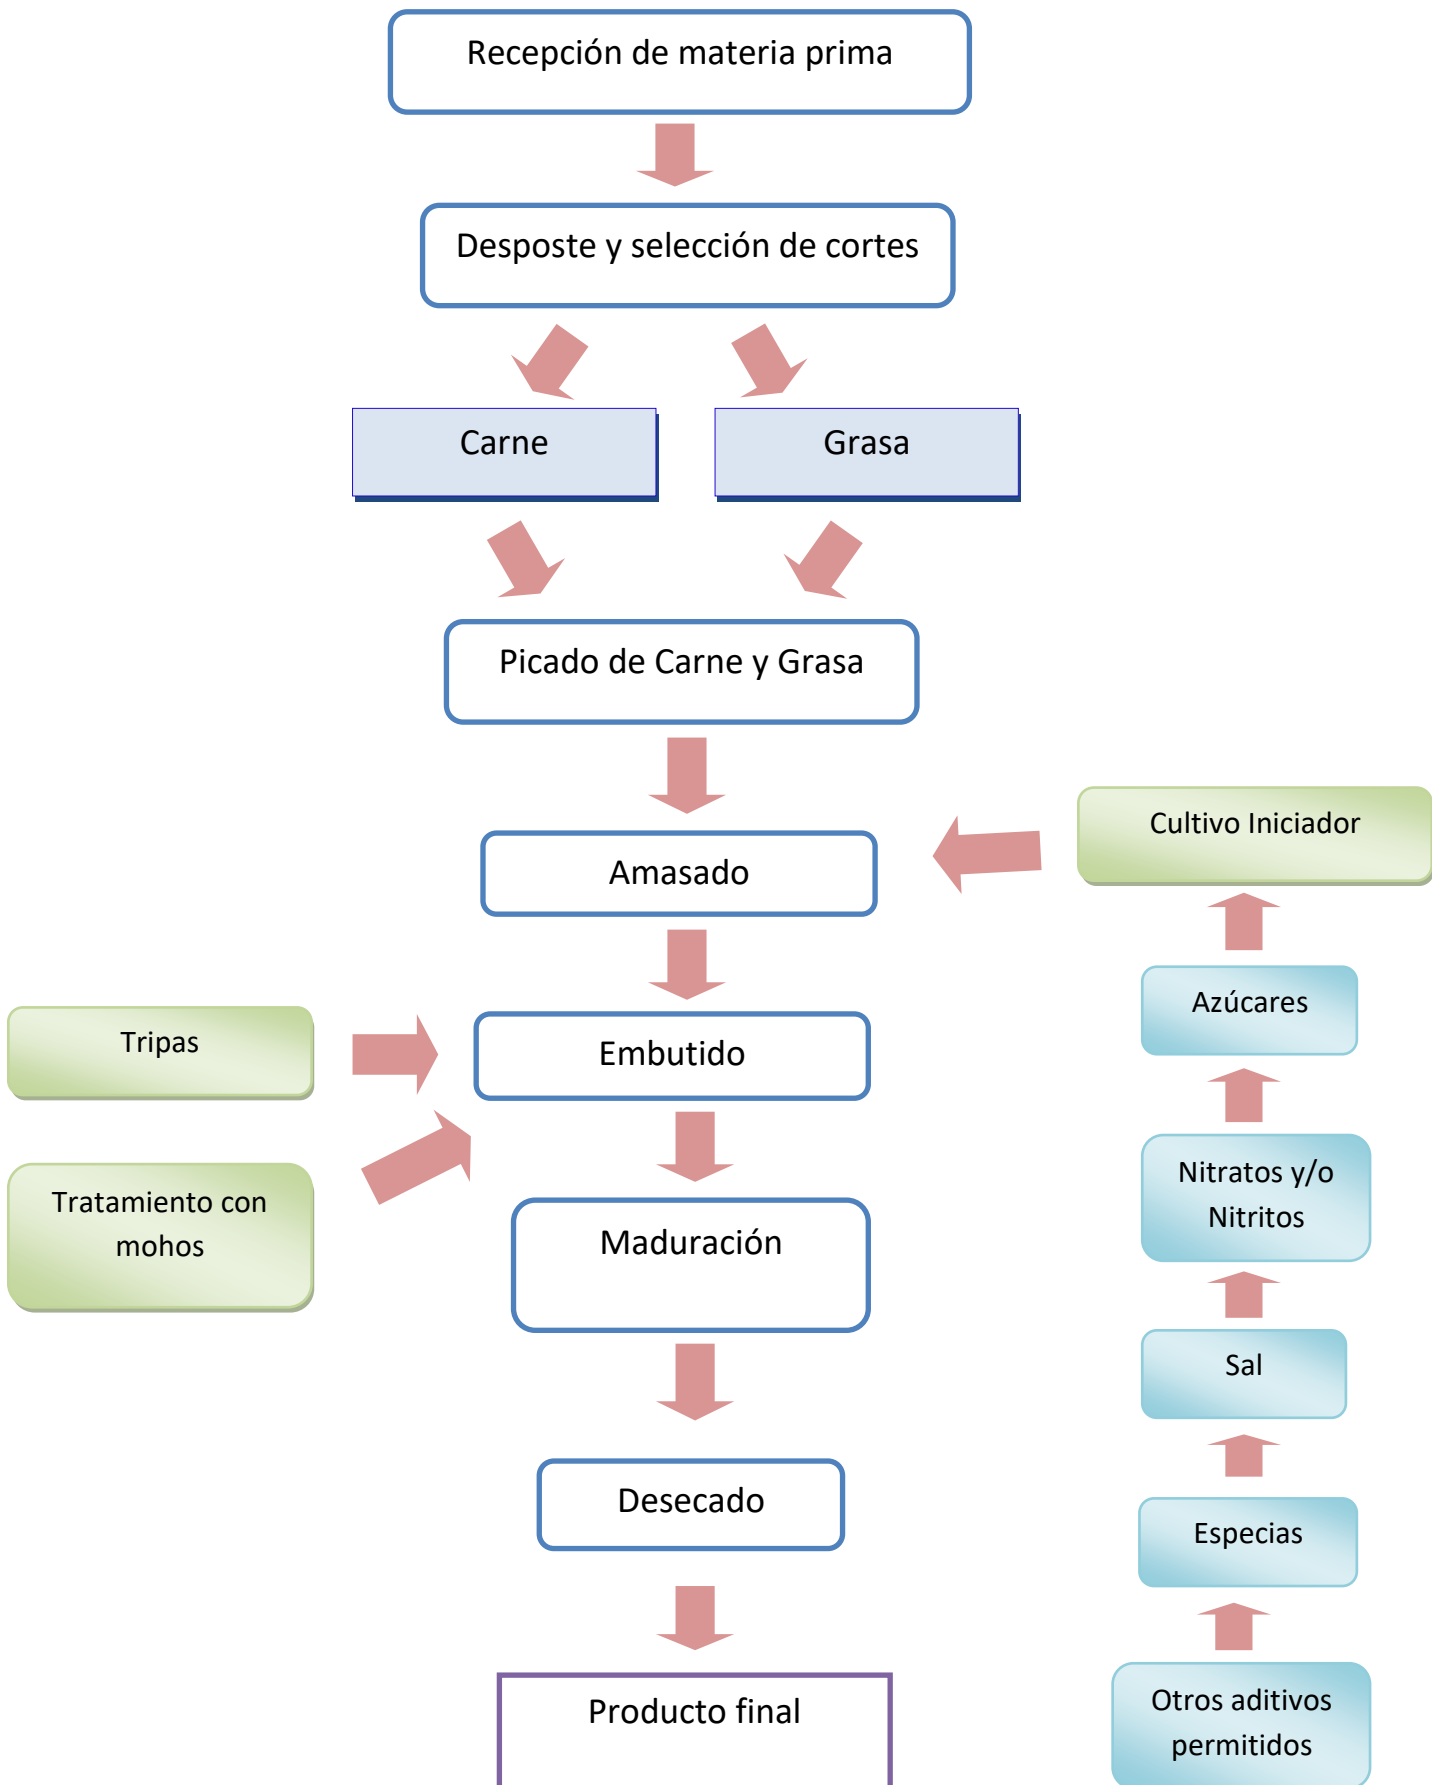 Recepción de materia prima
Desposte y selección de cortes
Carne
Grasa
Picado de Carne y Grasa
Cultivo Iniciador
Amasado
Azúcares
Tripas
Embutido
Nitratos y/o
Nitritos
Tratamiento con
mohos
Maduración
Sal
Desecado
Especias
Otros aditivos
permitidos
Producto final